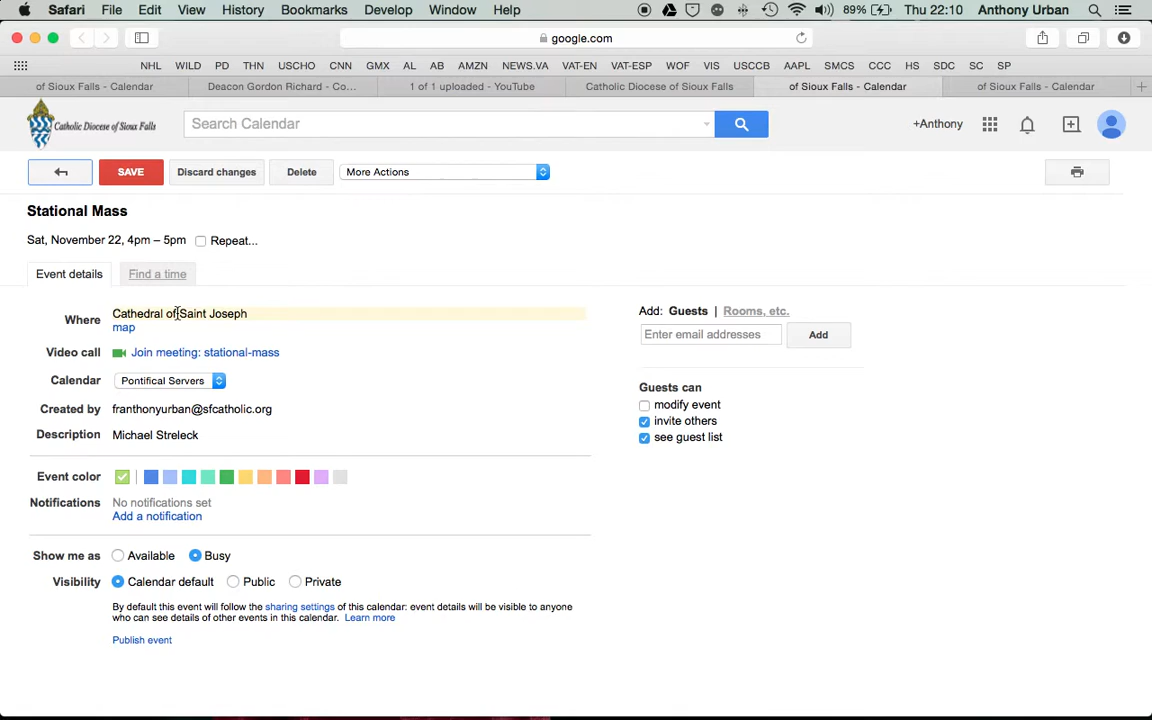 Safari File Edit View History Bookmarks Develop Window Help 89% Thu 22:10 Anthony Urban
google.com
NHL WILD PD THN USCHO CNN GMX AL AB AMZN NEWS.VA VAT-EN VAT-ESP WOF VIS USCCB AAPL SMCS CCC HS SDC SC SP
of Sioux Falls - Calendar Deacon Gordon Richard - Co... 1 of 1 uploaded - YouTube Catholic Diocese of Sioux Falls of Sioux Falls - Calendar of Sioux Falls - Calendar
Catholic Diocese of Sioux Falls Search Calendar +Anthony
SAVE Discard changes Delete More Actions
Stational Mass
Sat, November 22, 4pm – 5pm Repeat...
Event details Find a time
Where Cathedral of Saint Joseph
map
Video call Join meeting: stational-mass
Calendar Pontifical Servers
Created by franthonyurban@sfcatholic.org
Description Michael Streleck
Event color
Notifications No notifications set
Add a notification
Show me as Available Busy
Visibility Calendar default Public Private
By default this event will follow the sharing settings of this calendar: event details will be visible to anyone
who can see details of other events in this calendar. Learn more
Publish event
Add: Guests | Rooms, etc.
Enter email addresses Add
Guests can
modify event
invite others
see guest list